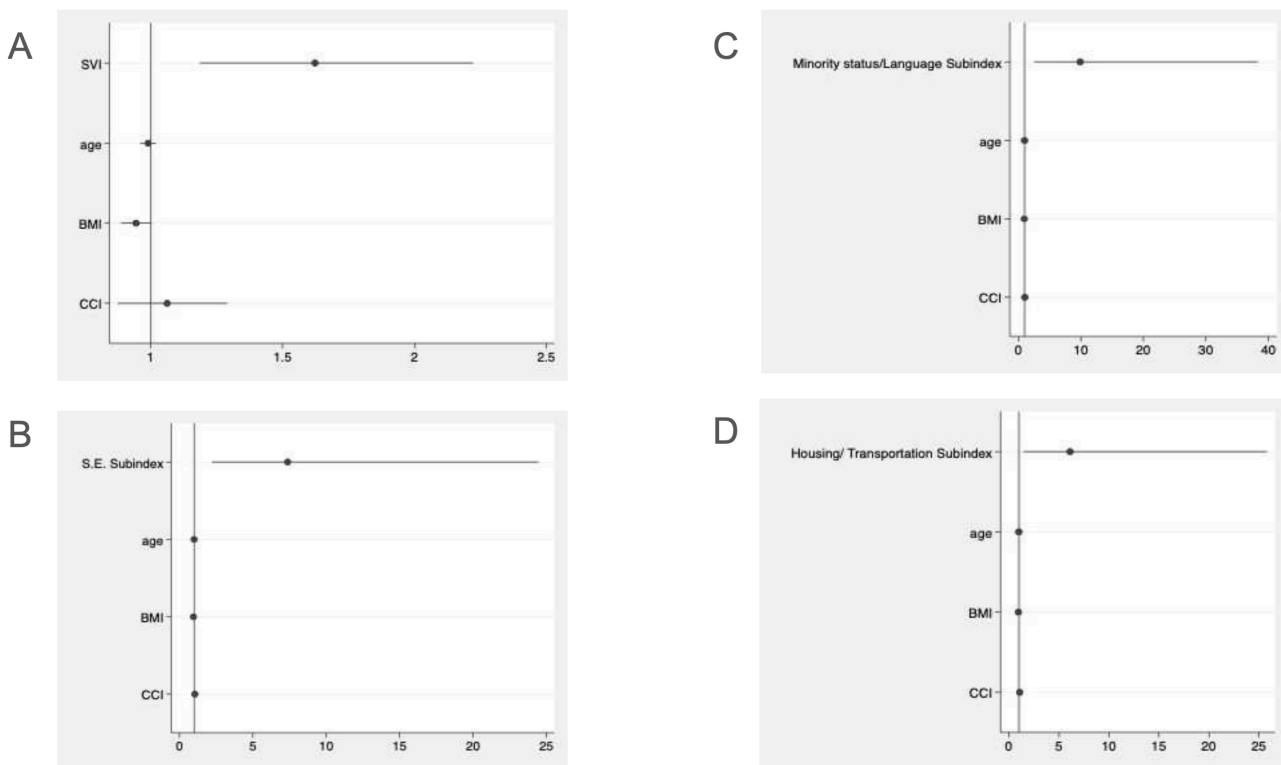 A
SVI
age
BMI
CCI
1 1.5 2 2.5
B
S.E. Subindex
age
BMI
CCI
0 5 10 15 20 25
C
Minority status/Language Subindex
age
BMI
CCI
0 10 20 30 40
D
Housing/ Transportation Subindex
age
BMI
CCI
0 5 10 15 20 25